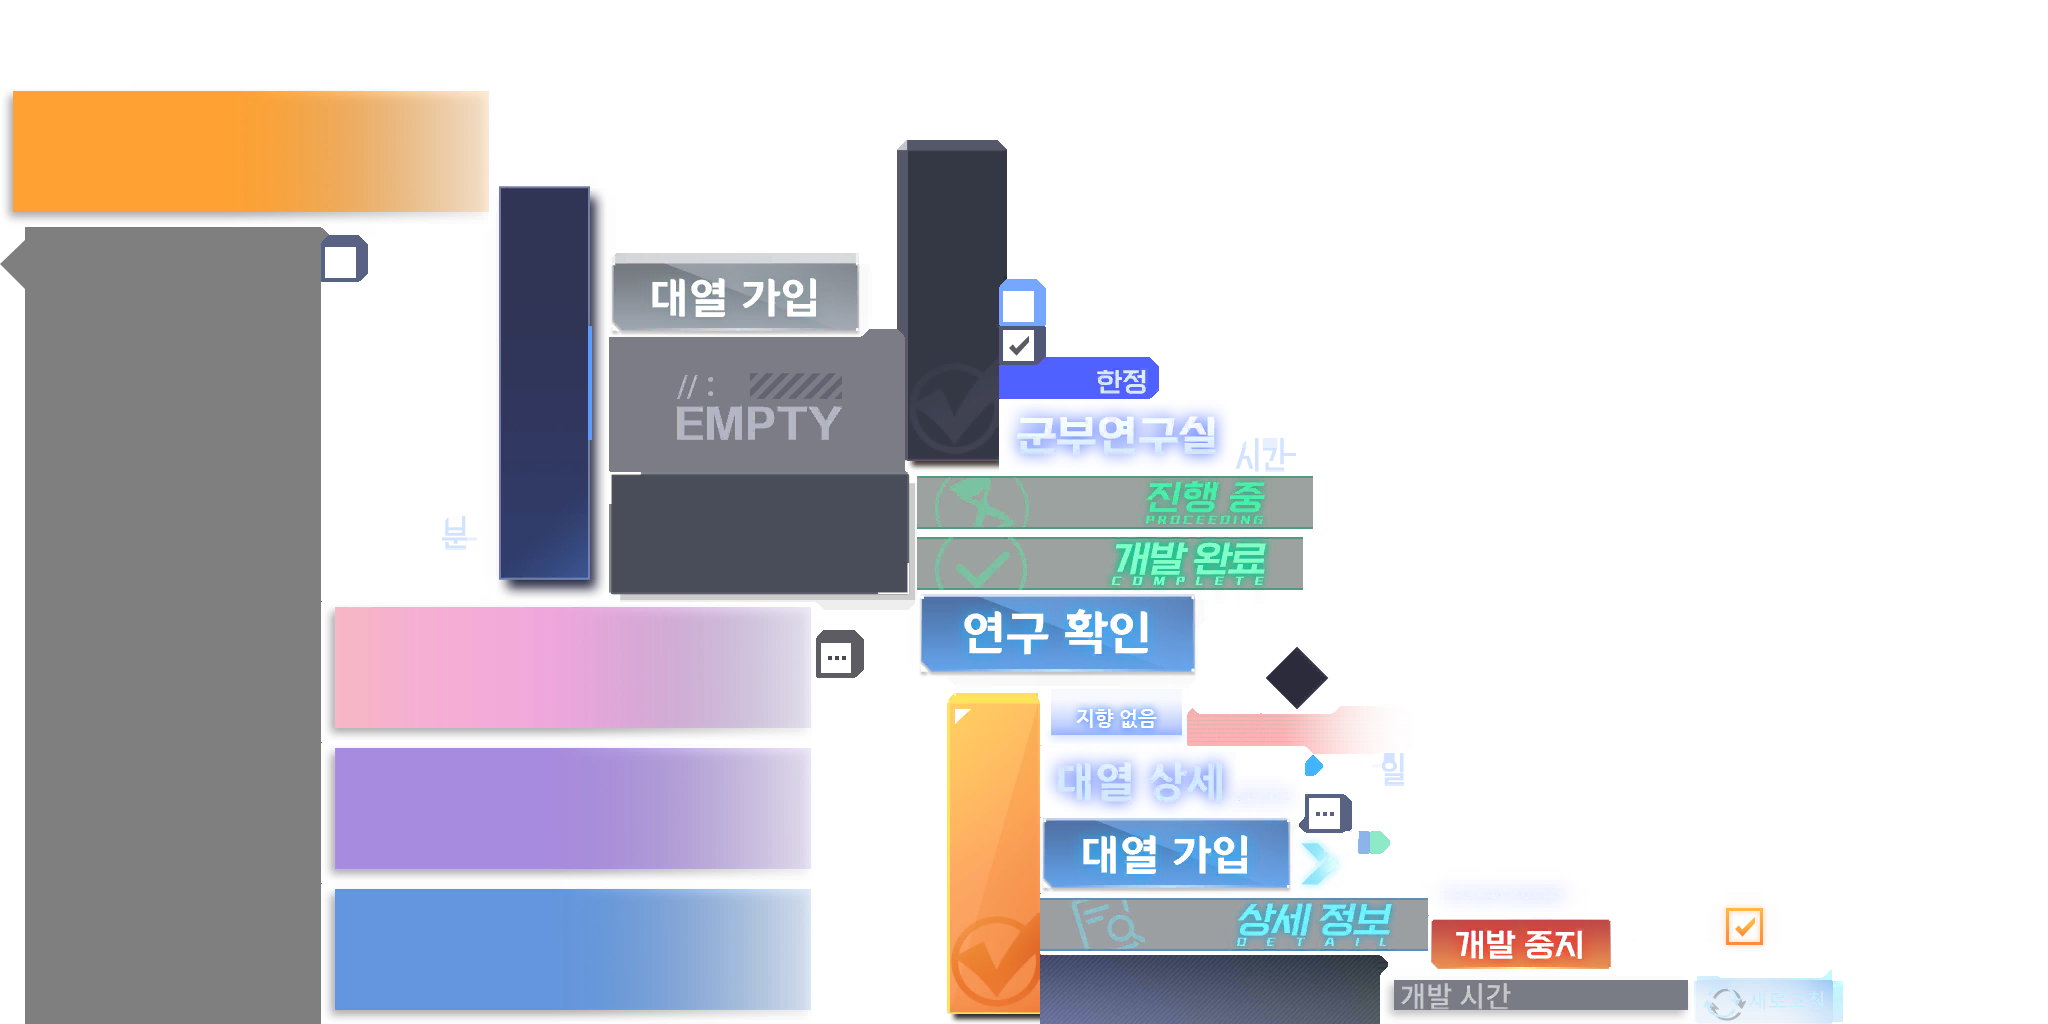 대열 가입
// :
EMPTY
한정
군부연구실
시간
분
진행 중
PROCEEDING
개발 완료
COMPLETE
연구 확인
지향 없음
일
대열 상세
대열 가입
상세 정보
DETAIL
개발 중지
개발 시간